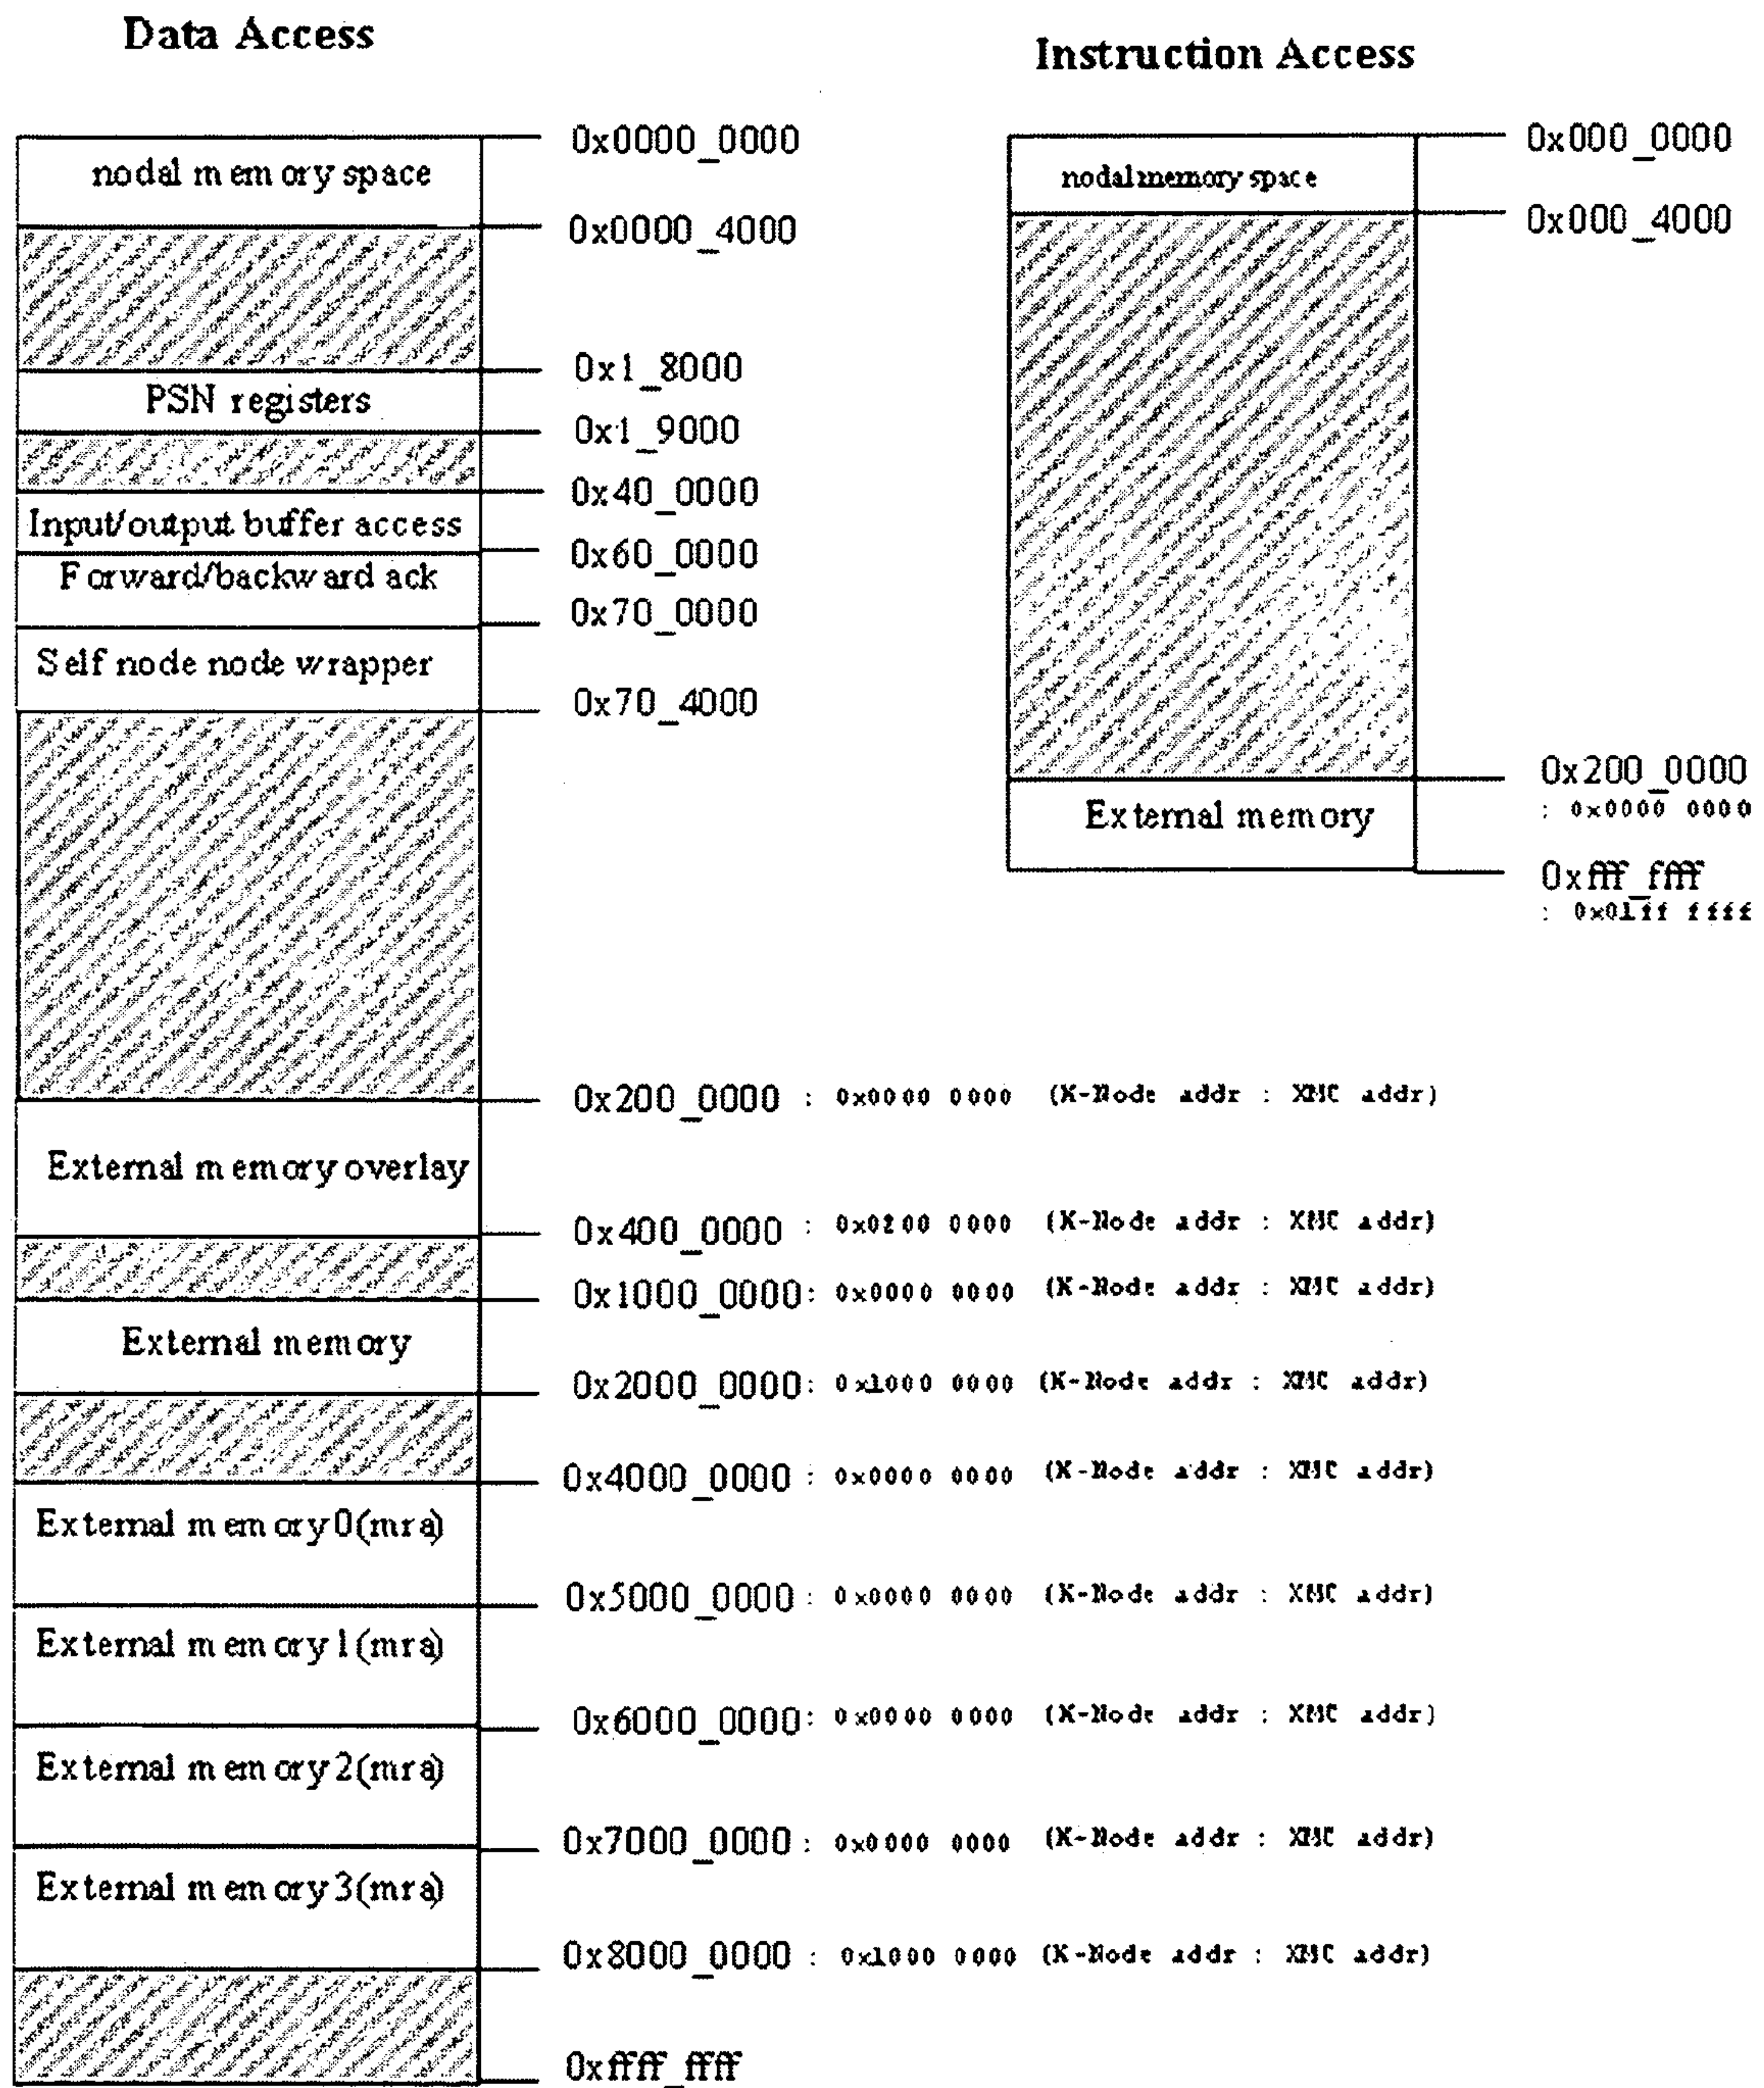 Data Access
0x0000_0000
nodal memory space
0x0000_4000
0x1_8000
PSN registers
0x1_9000
0x40_0000
Input/output buffer access
0x60_0000
Forward/backward ack
0x70_0000
Self node node wrapper
0x70_4000
0x200_0000 : 0x0000 0000 (K-Node addr : XMC addr)
External memory overlay
0x400_0000 : 0x0200 0000 (K-Node addr : XMC addr)
0x1000_0000: 0x0000 0000 (K-Node addr : XMC addr)
External memory
0x2000_0000: 0x1000 0000 (K-Node addr : XMC addr)
0x4000_0000 : 0x0000 0000 (K-Node addr : XMC addr)
External memory 0(mra)
0x5000_0000 : 0x0000 0000 (K-Node addr : XMC addr)
External memory 1(mra)
0x6000_0000: 0x0000 0000 (K-Node addr : XMC addr)
External memory 2(mra)
0x7000_0000 : 0x0000 0000 (K-Node addr : XMC addr)
External memory 3(mra)
0x8000_0000 : 0x1000 0000 (K-Node addr : XMC addr)
0xffff_ffff
Instruction Access
0x000_0000
nodal memory space
0x000_4000
0x200_0000
: 0x0000 0000
External memory
0xfff_ffff
: 0x01ff ffff